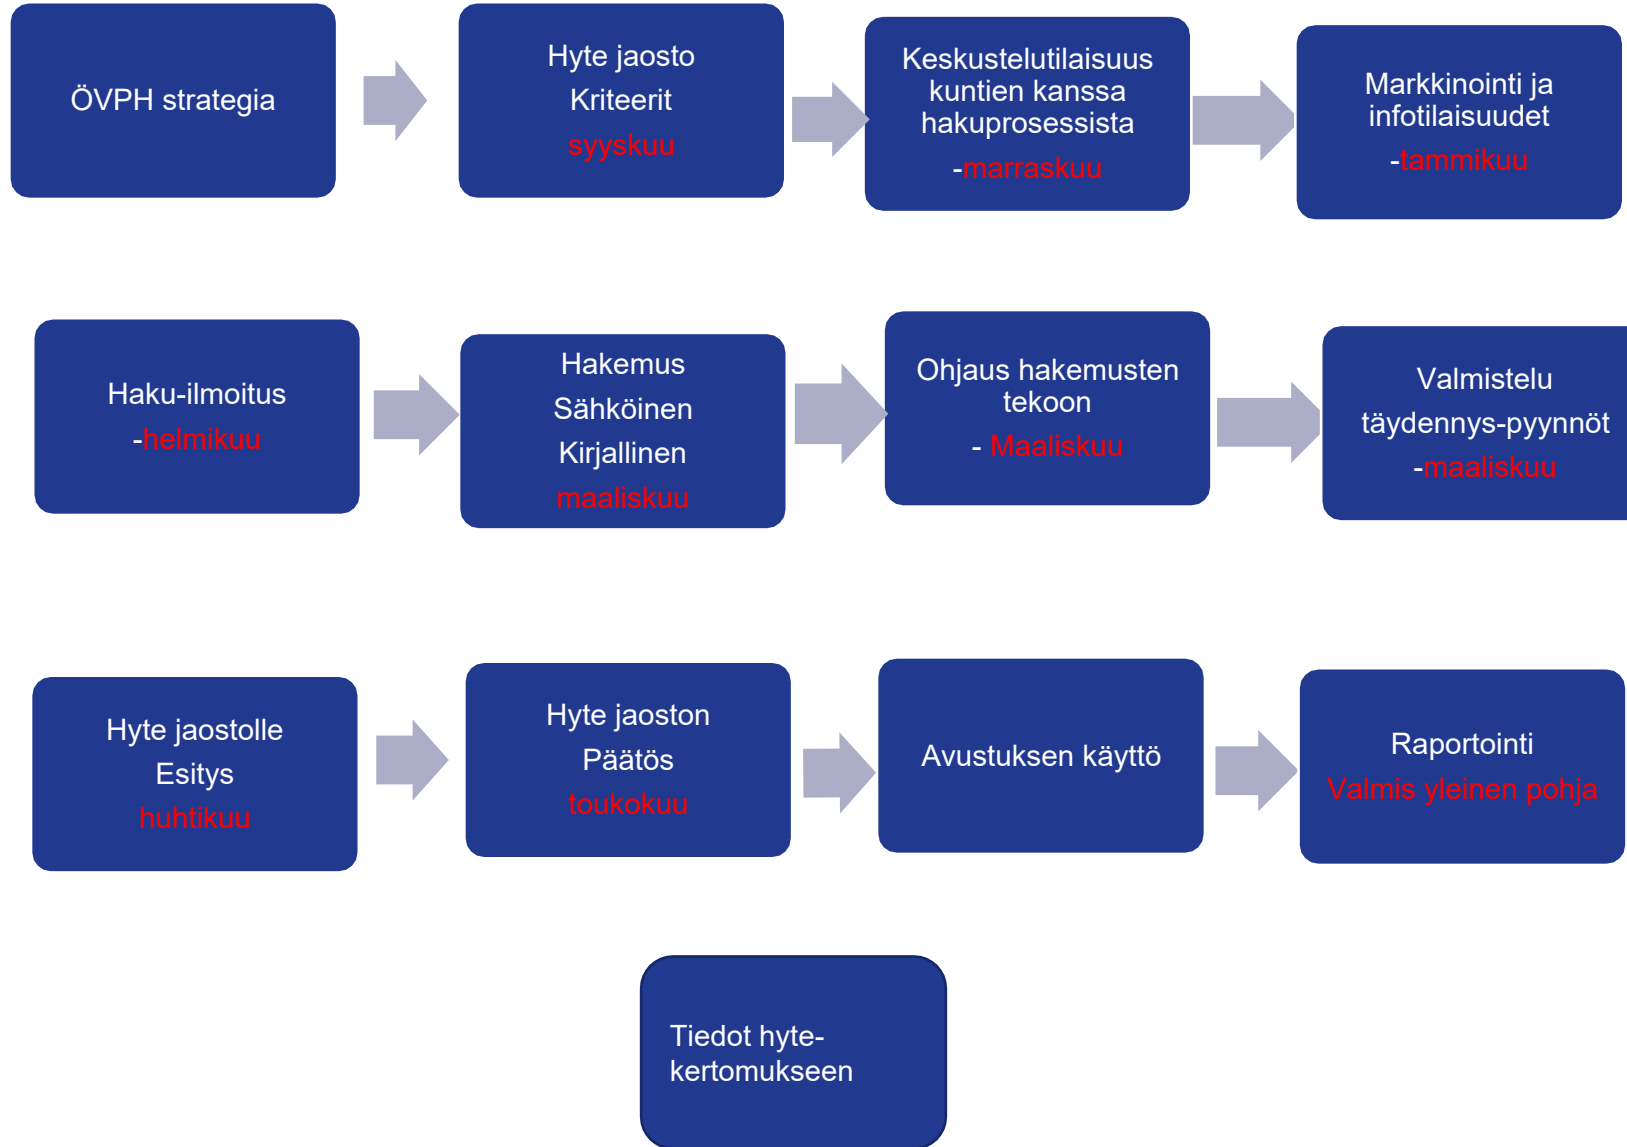 ÖVPH strategia
Hyte jaosto
Kriteerit
syyskuu
Keskustelutilaisuus
kuntien kanssa
hakuprosessista
-marraskuu
Markkinointi ja
infotilaisuudet
-tammikuu
Haku-ilmoitus
-helmikuu
Hakemus
Sähköinen
Kirjallinen
maaliskuu
Ohjaus hakemusten
tekoon
- Maaliskuu
Valmistelu
täydennys-pyynnöt
-maaliskuu
Hyte jaostolle
Esitys
huhtikuu
Hyte jaoston
Päätös
toukokuu
Avustuksen käyttö
Raportointi
Valmis yleinen pohja
Tiedot hyte-
kertomukseen